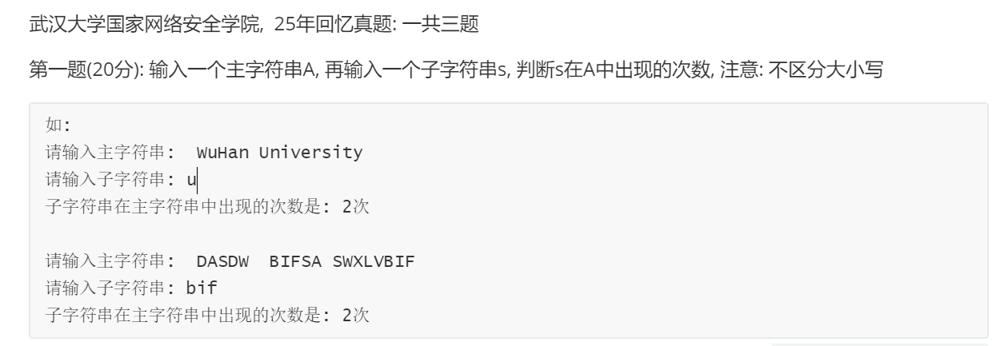 武汉大学国家网络安全学院, 25年回忆真题: 一共三题
第一题(20分): 输入一个主字符串A, 再输入一个子字符串s, 判断s在A中出现的次数, 注意: 不区分大小写
如:
请输入主字符串:  WuHan University
请输入子字符串: u
子字符串在主字符串中出现的次数是: 2次
请输入主字符串:  DASDW  BIFSA SWXLVBIF
请输入子字符串: bif
子字符串在主字符串中出现的次数是: 2次